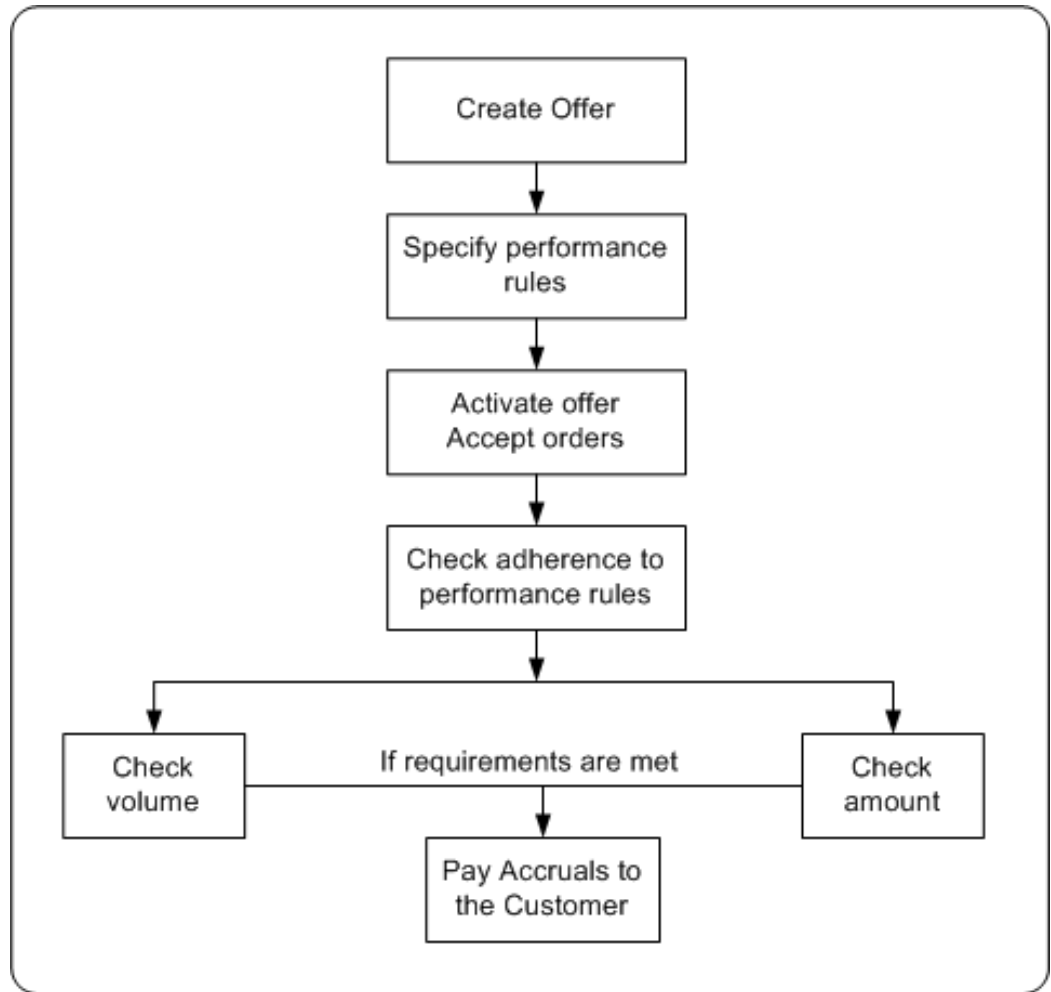 Create Offer
Specify performance
rules
Activate offer
Accept orders
Check adherence to
performance rules
Check
volume
If requirements are met
Check
amount
Pay Accruals to
the Customer